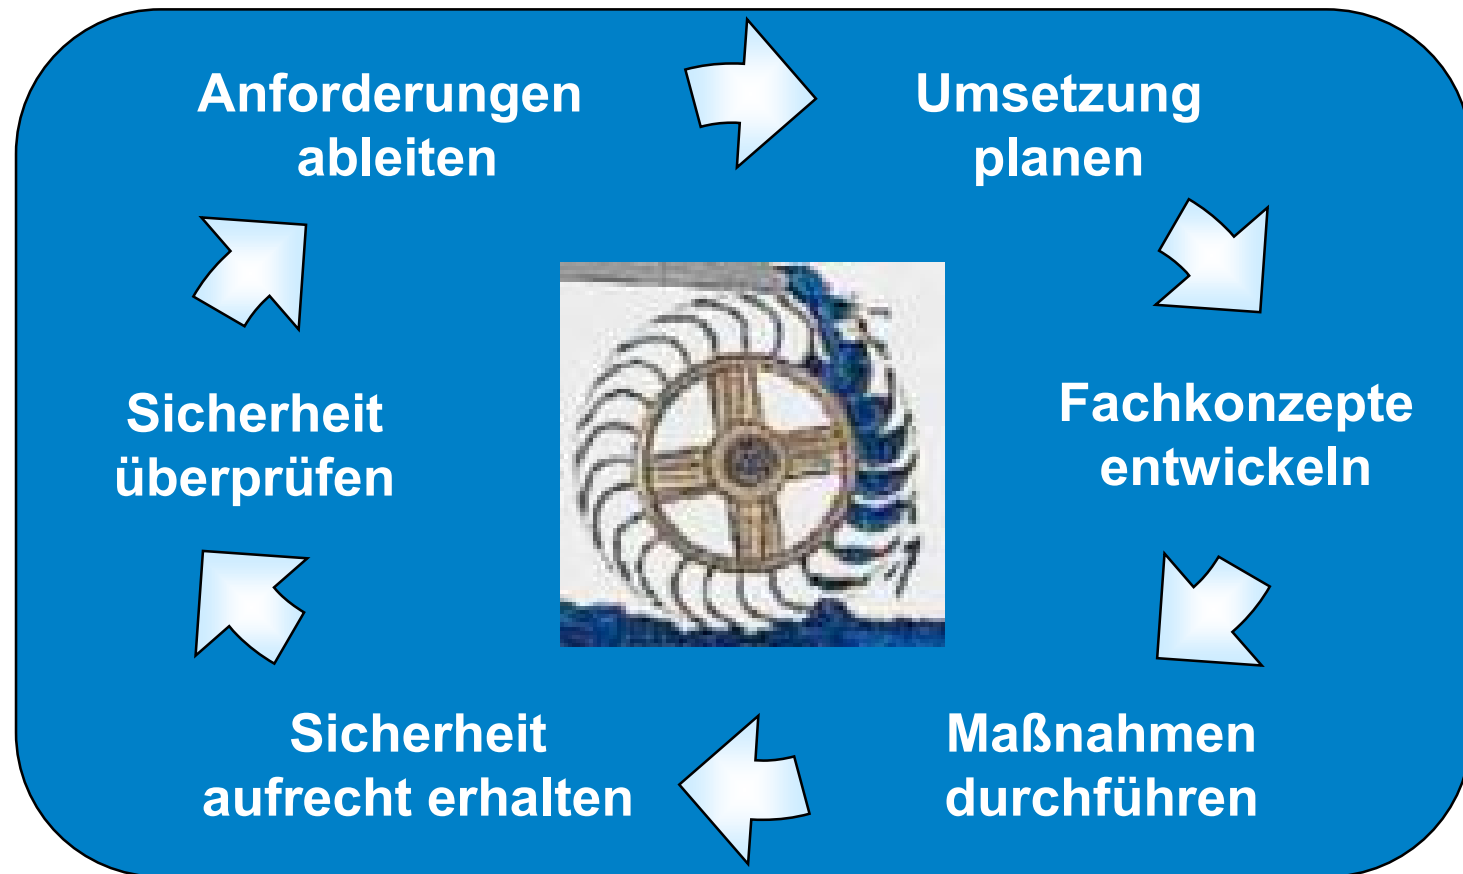 Anforderungen
ableiten
Umsetzung
planen
Fachkonzepte
entwickeln
Maßnahmen
durchführen
Sicherheit
aufrecht erhalten
Sicherheit
überprüfen